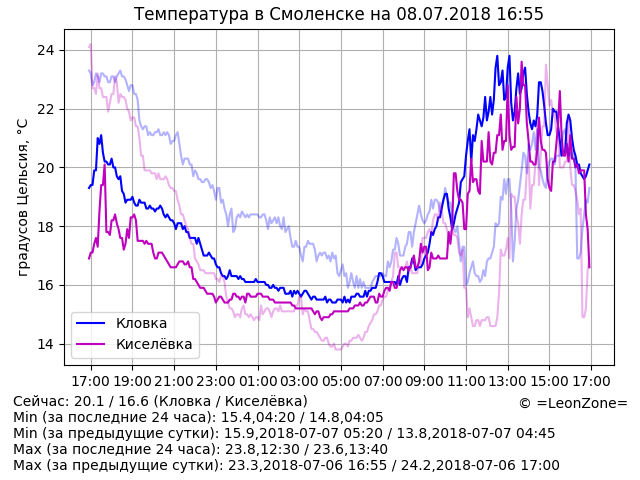 Температура в Смоленске на 08.07.2018 16:55
градусов Цельсия, °C
24
22
20
18
16
14
Кловка
Киселёвка
17:00 19:00 21:00 23:00 01:00 03:00 05:00 07:00 09:00 11:00 13:00 15:00 17:00
Сейчас: 20.1 / 16.6 (Кловка / Киселёвка)
© =LeonZone=
Min (за последние 24 часа): 15.4,04:20 / 14.8,04:05
Min (за предыдущие сутки): 15.9,2018-07-07 05:20 / 13.8,2018-07-07 04:45
Max (за последние 24 часа): 23.8,12:30 / 23.6,13:40
Max (за предыдущие сутки): 23.3,2018-07-06 16:55 / 24.2,2018-07-06 17:00